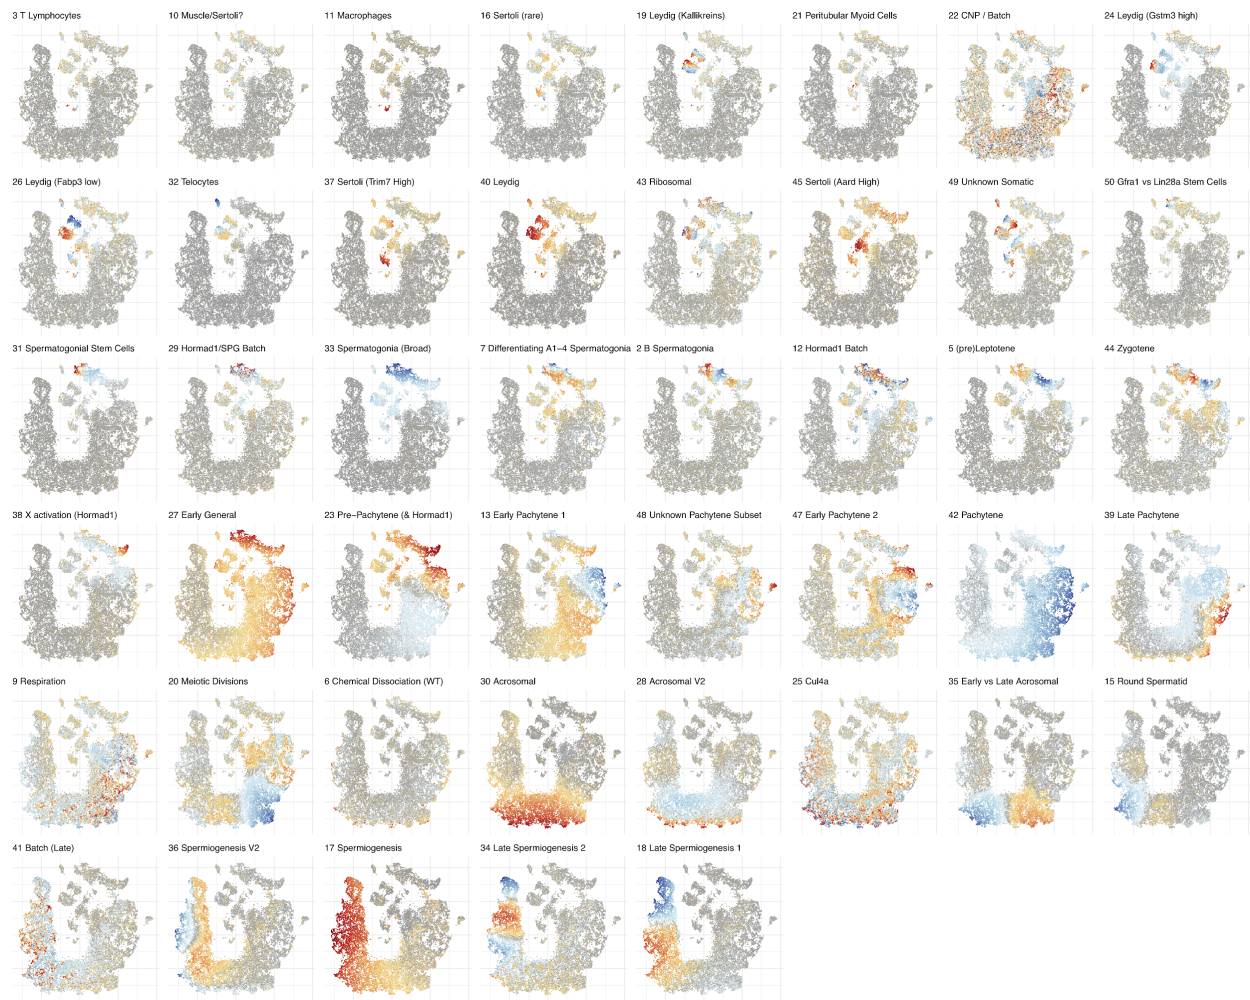 3 T Lymphocytes
10 Muscle/Sertoli?
11 Macrophages
16 Sertoli (rare)
19 Leydig (Kallikreins)
21 Peritubular Myoid Cells
22 CNP / Batch
24 Leydig (Gstm3 high)
26 Leydig (Fabp3 low)
32 Telocytes
37 Sertoli (Trim7 High)
40 Leydig
43 Ribosomal
45 Sertoli (Aard High)
49 Unknown Somatic
50 Gfra1 vs Lin28a Stem Cells
31 Spermatogonial Stem Cells
29 Hormad1/SPG Batch
33 Spermatogonia (Broad)
7 Differentiating A1−4 Spermatogonia
2 B Spermatogonia
12 Hormad1 Batch
5 (pre)Leptotene
44 Zygotene
38 X activation (Hormad1)
27 Early General
23 Pre−Pachytene (& Hormad1)
13 Early Pachytene 1
48 Unknown Pachytene Subset
47 Early Pachytene 2
42 Pachytene
39 Late Pachytene
9 Respiration
20 Meiotic Divisions
6 Chemical Dissociation (WT)
30 Acrosomal
28 Acrosomal V2
25 Cul4a
35 Early vs Late Acrosomal
15 Round Spermatid
41 Batch (Late)
36 Spermiogenesis V2
17 Spermiogenesis
34 Late Spermiogenesis 2
18 Late Spermiogenesis 1